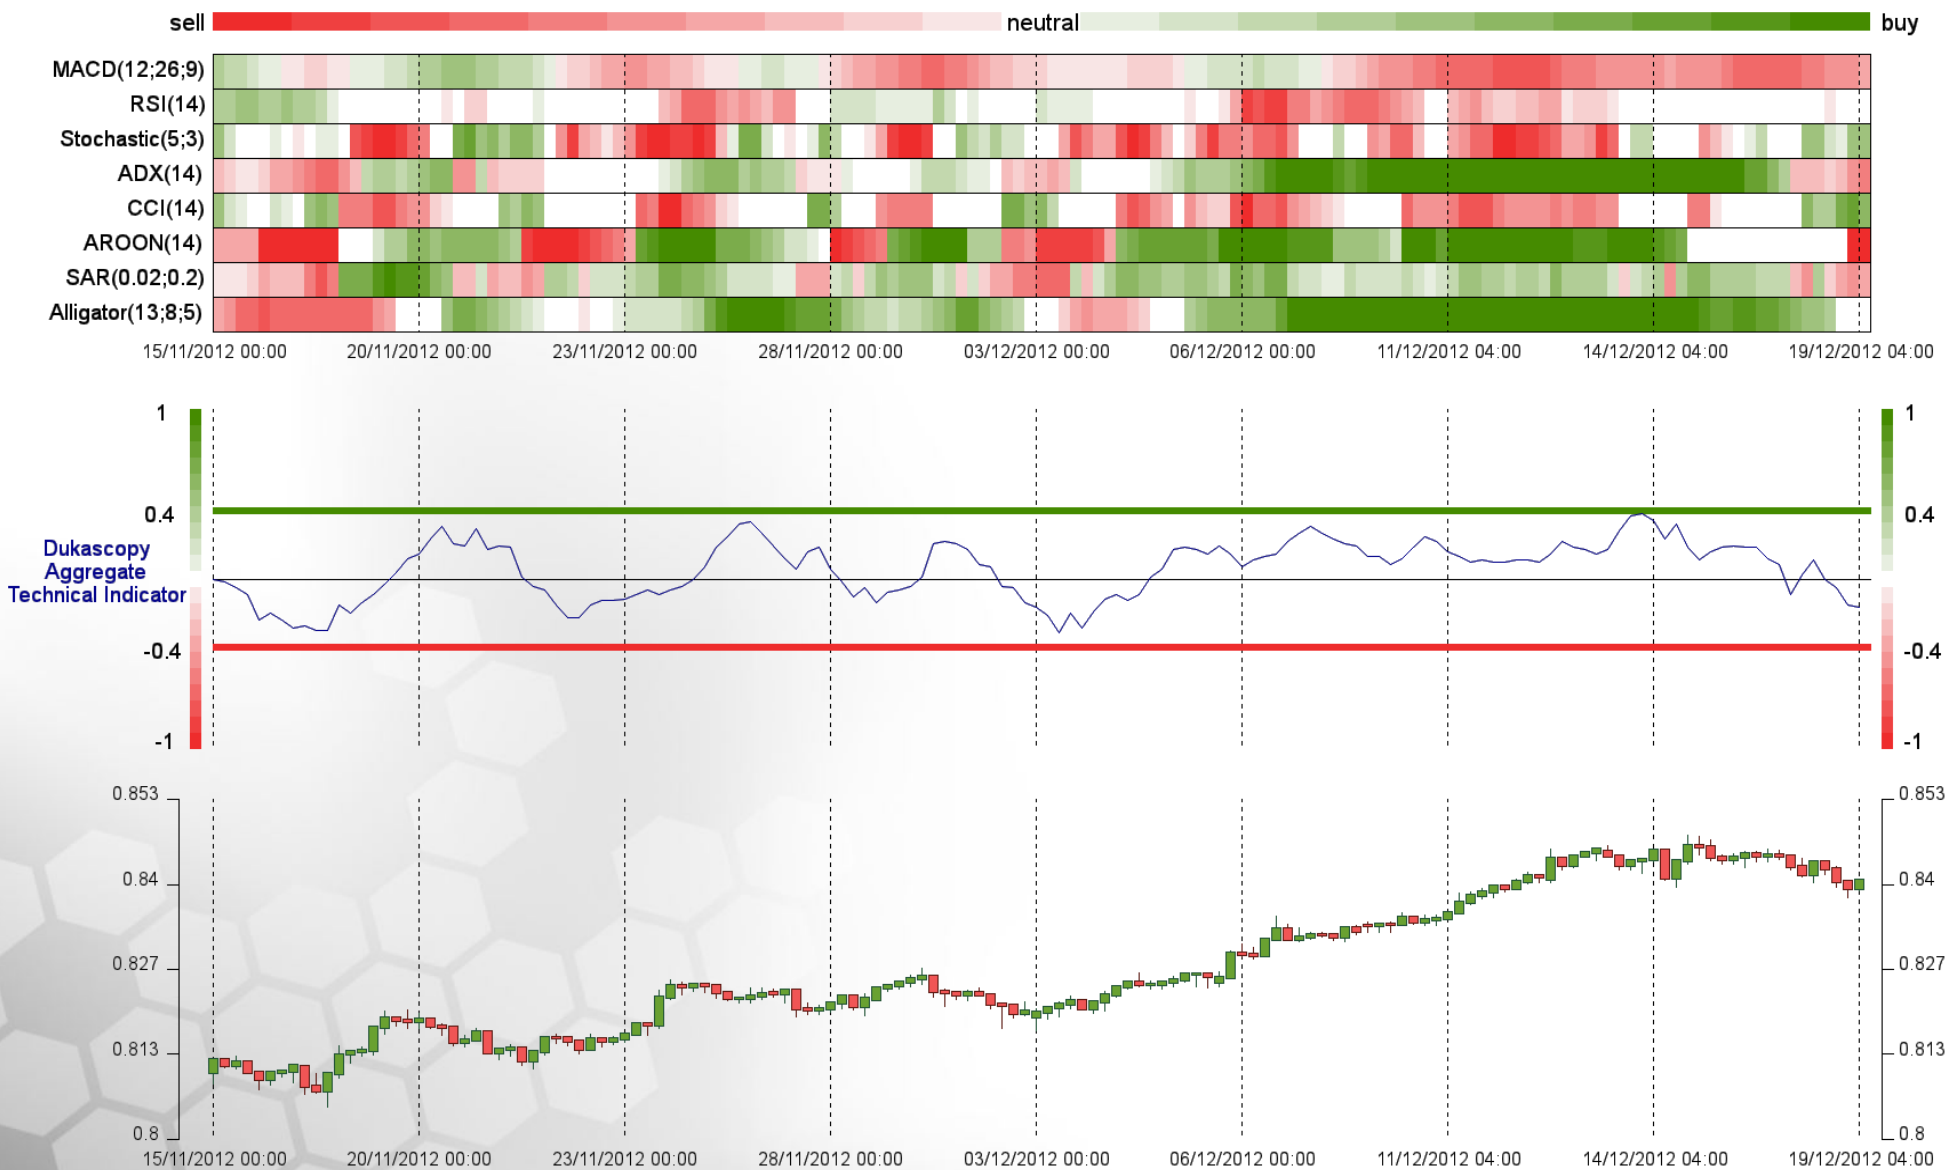 sell neutral buy
MACD(12;26;9)
RSI(14)
Stochastic(5;3)
ADX(14)
CCI(14)
AROON(14)
SAR(0.02;0.2)
Alligator(13;8;5)
15/11/2012 00:00 20/11/2012 00:00 23/11/2012 00:00 28/11/2012 00:00 03/12/2012 00:00 06/12/2012 00:00 11/12/2012 04:00 14/12/2012 04:00 19/12/2012 04:00
1 1
0.4 0.4
Dukascopy
Aggregate
Technical Indicator
-0.4 -0.4
-1 -1
0.853 0.853
0.84 0.84
0.827 0.827
0.813 0.813
0.8 0.8
15/11/2012 00:00 20/11/2012 00:00 23/11/2012 00:00 28/11/2012 00:00 03/12/2012 00:00 06/12/2012 00:00 11/12/2012 04:00 14/12/2012 04:00 19/12/2012 04:00